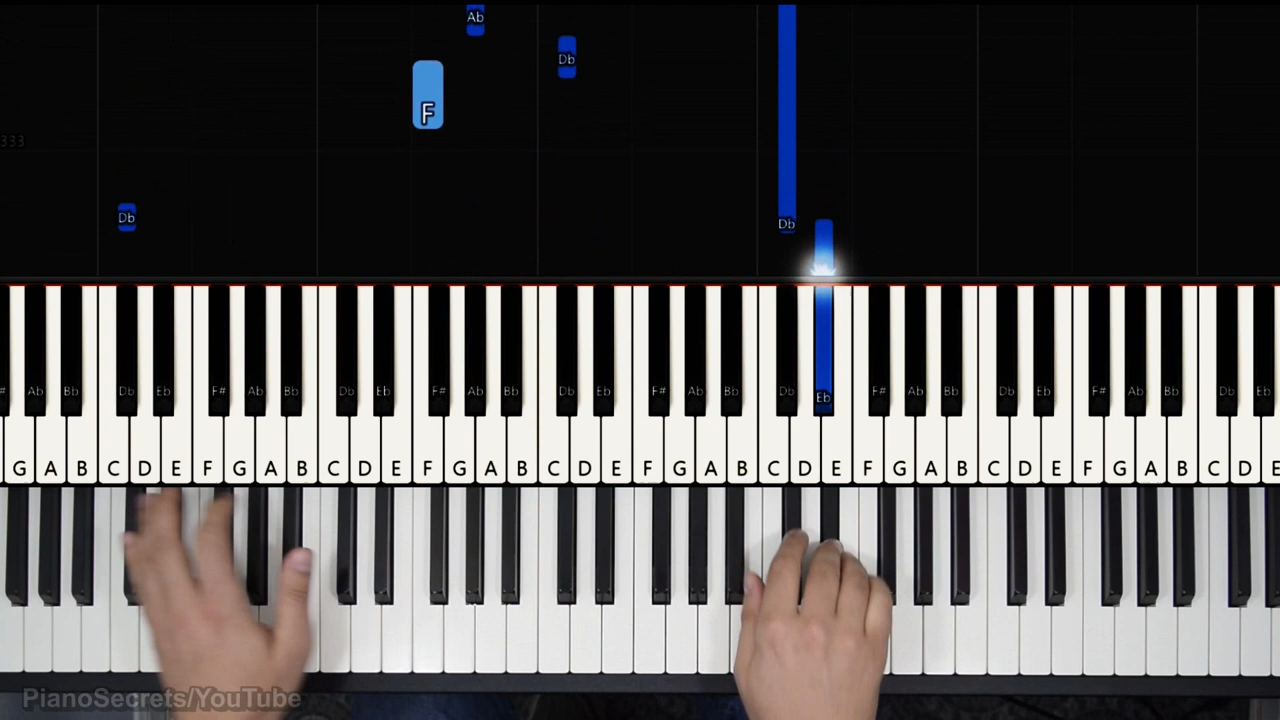 Ab
Db
F
333
Db
Db
# Ab Bb Db Eb F# Ab Bb Db Eb F# Ab Bb Db Eb F# Ab Bb Db Eb F# Ab Bb Db Eb F# Ab Bb Db Eb
G A B C D E F G A B C D E F G A B C D E F G A B C D E F G A B C D E F G A B C D E
PianoSecrets/YouTube